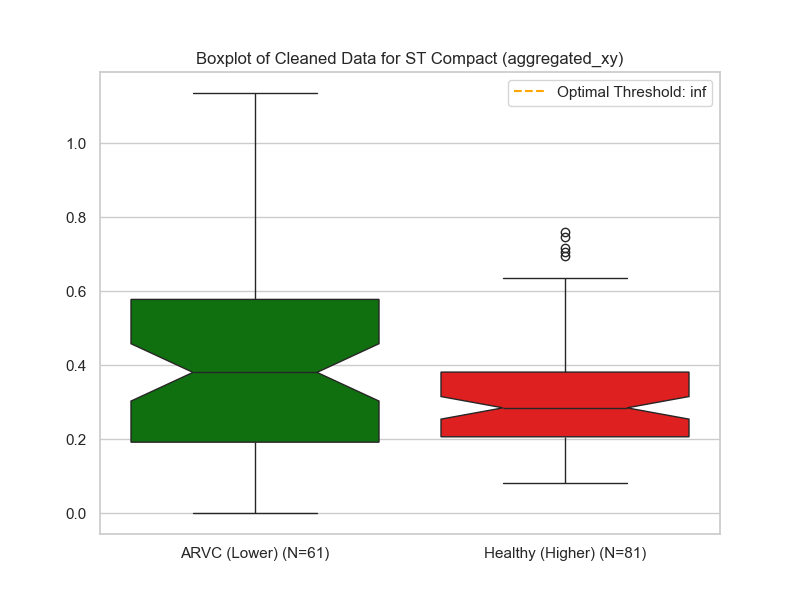 Boxplot of Cleaned Data for ST Compact (aggregated_xy)
Optimal Threshold: inf
1.0
0.8
0.6
0.4
0.2
0.0
ARVC (Lower) (N=61)
Healthy (Higher) (N=81)